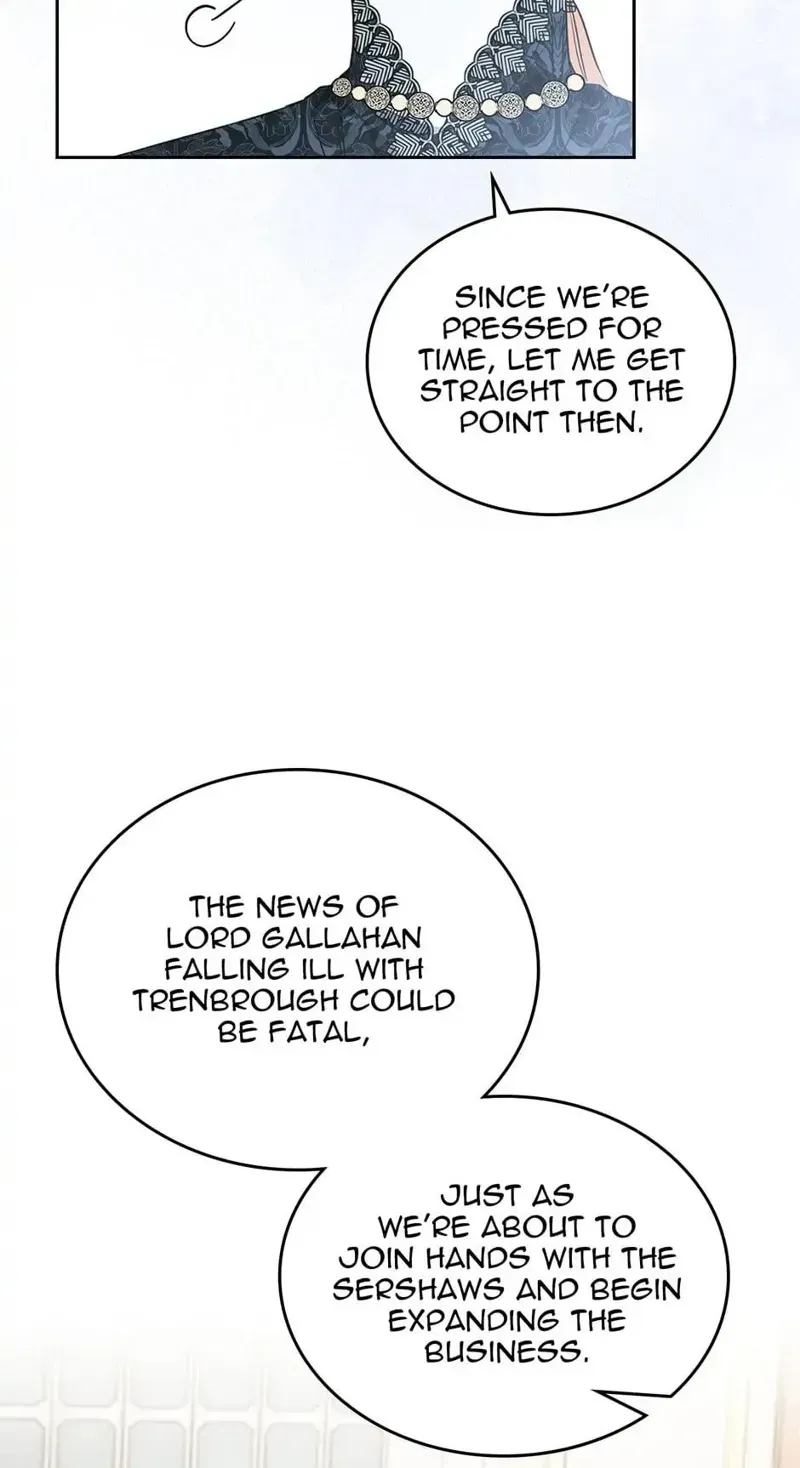 SINCE WE'RE
PRESSED FOR
TIME, LET ME GET
STRAIGHT TO THE
POINT THEN.
THE NEWS OF
LORD GALLAHAN
FALLING ILL WITH
TRENBROUGH COULD
BE FATAL,
JUST AS
WE'RE ABOUT TO
JOIN HANDS WITH THE
SERSHAWS AND BEGIN
EXPANDING THE
BUSINESS.